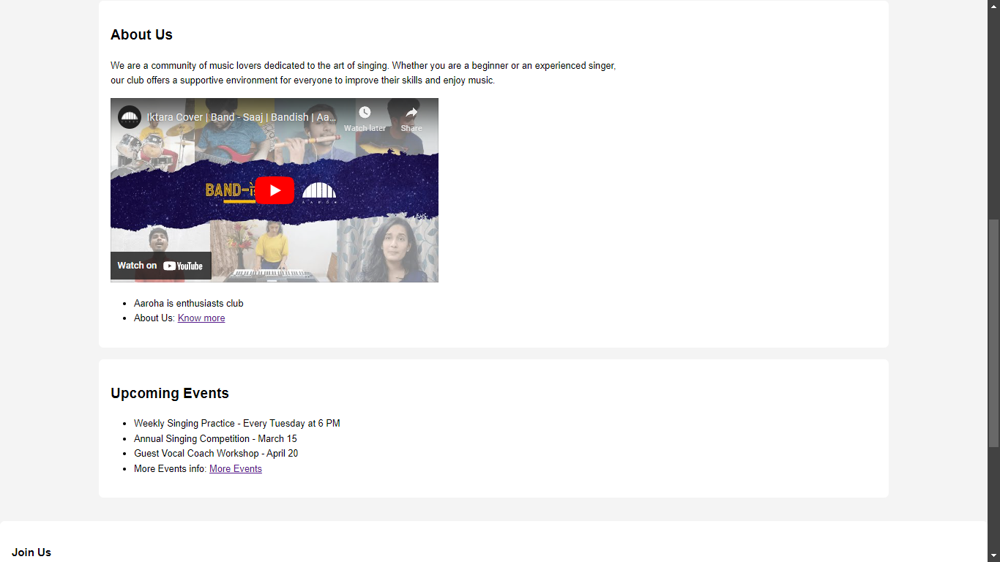 About Us
We are a community of music lovers dedicated to the art of singing. Whether you are a beginner or an experienced singer,
our club offers a supportive environment for everyone to improve their skills and enjoy music.
Iktara Cover | Band - Saaj | Bandish | Aa...
Watch later
Share
BAND-
Watch on YouTube
Aaroha is enthusiasts club
About Us: Know more
Upcoming Events
Weekly Singing Practice - Every Tuesday at 6 PM
Annual Singing Competition - March 15
Guest Vocal Coach Workshop - April 20
More Events info: More Events
Join Us